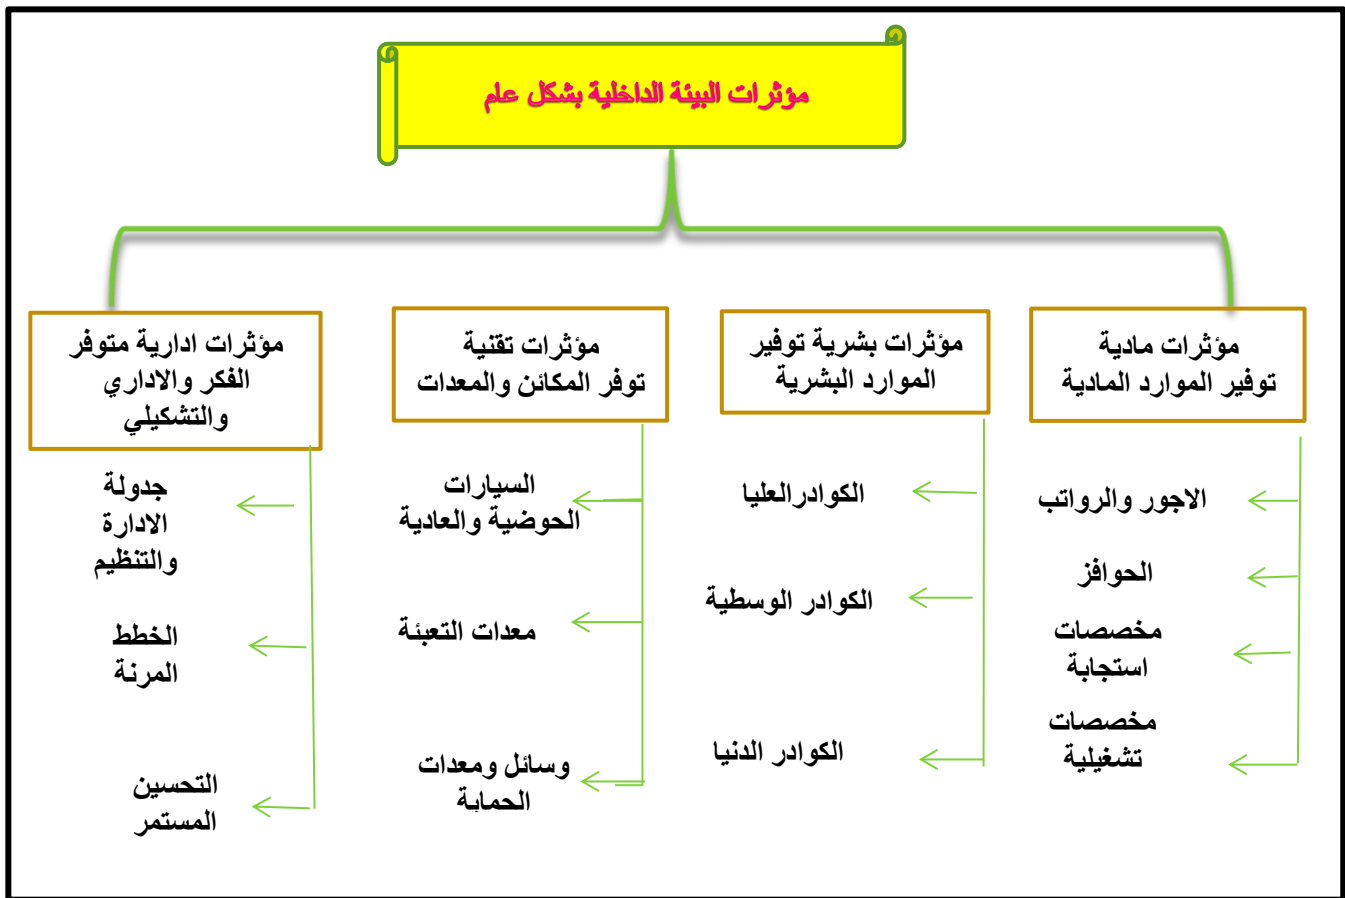 مؤثرات البيئة الداخلية بشكل عام
مؤثرات مادية
توفير الموارد المادية
الاجور والرواتب
الحوافز
مخصصات
استجابة
مخصصات
تشغيلية
مؤثرات بشرية توفير
الموارد البشرية
الكوادرالعليا
الكوادر الوسطية
الكوادر الدنيا
مؤثرات تقنية
توفر المكائن والمعدات
السيارات
الحوضية والعادية
معدات التعبئة
وسائل ومعدات
الحماية
مؤثرات ادارية متوفر
الفكر والاداري
والتشكيلي
جدولة
الادارة
والتنظيم
الخطط
المرنة
التحسين
المستمر